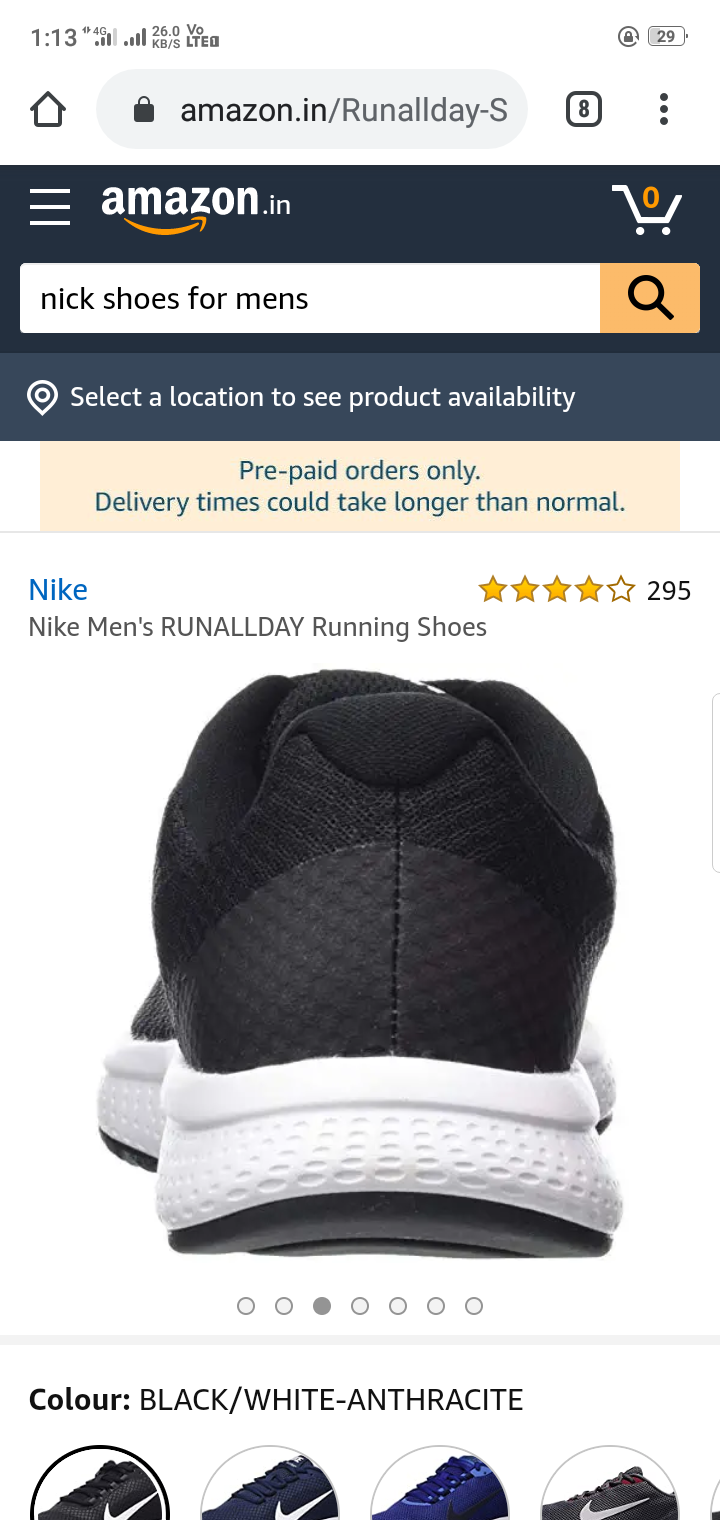 1:13 4G 26.0 KB/S Vo LTE 29
amazon.in/Runallday-S 8
amazon.in 0
nick shoes for mens
Select a location to see product availability
Pre-paid orders only.
Delivery times could take longer than normal.
Nike 295
Nike Men's RUNALLDAY Running Shoes
Colour: BLACK/WHITE-ANTHRACITE